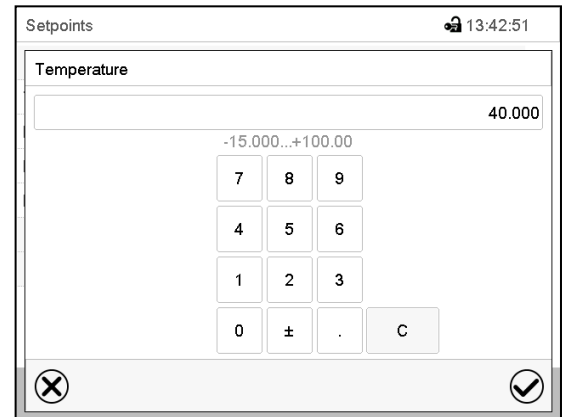 Setpoints 13:42:51
Temperature
40.000
-15.000...+100.00
7 8 9
4 5 6
1 2 3
0 ± . C